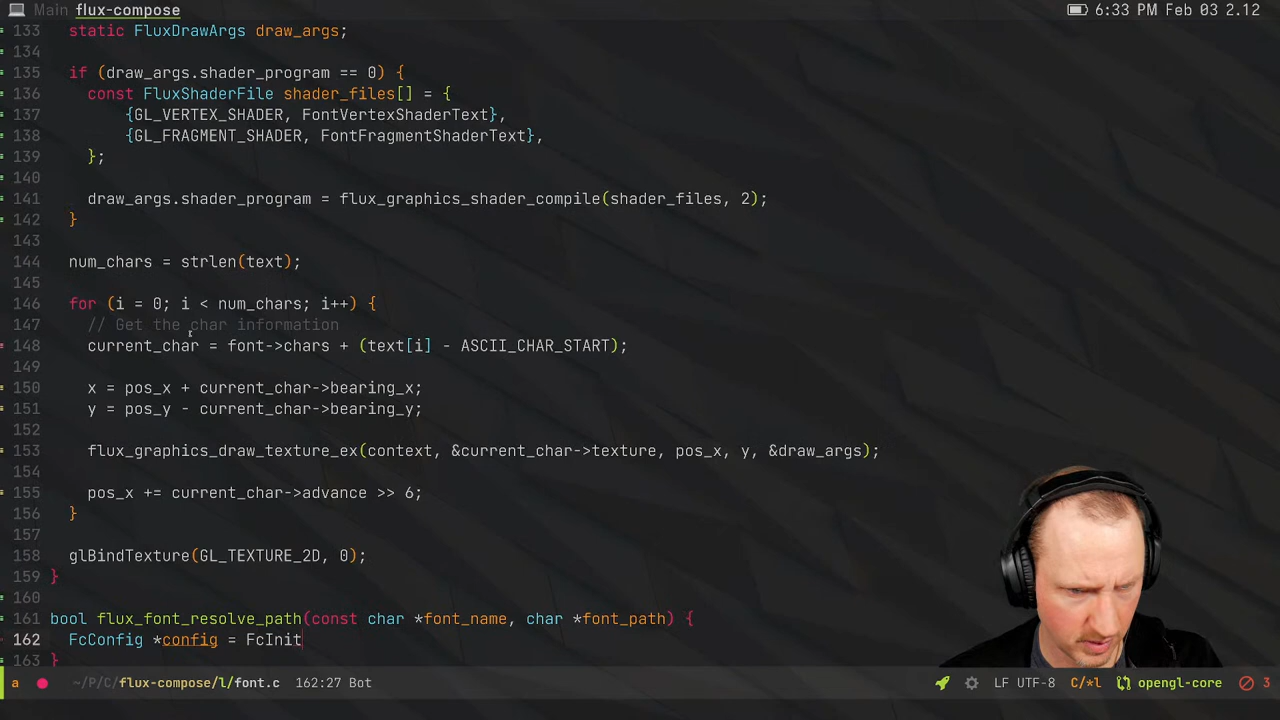 Main flux-compose
6:33 PM Feb 03 2.12
133 static FluxDrawArgs draw_args;
134
135 if (draw_args.shader_program == 0) {
136 const FluxShaderFile shader_files[] = {
137 {GL_VERTEX_SHADER, FontVertexShaderText},
138 {GL_FRAGMENT_SHADER, FontFragmentShaderText},
139 };
140
141 draw_args.shader_program = flux_graphics_shader_compile(shader_files, 2);
142 }
143
144 num_chars = strlen(text);
145
146 for (i = 0; i < num_chars; i++) {
147 // Get the char information
148 current_char = font->chars + (text[i] - ASCII_CHAR_START);
149
150 x = pos_x + current_char->bearing_x;
151 y = pos_y - current_char->bearing_y;
152
153 flux_graphics_draw_texture_ex(context, &current_char->texture, pos_x, y, &draw_args);
154
155 pos_x += current_char->advance >> 6;
156 }
157
158 glBindTexture(GL_TEXTURE_2D, 0);
159 }
160
161 bool flux_font_resolve_path(const char *font_name, char *font_path) {
162 FcConfig *config = FcInit
163 }
a ~/P/C/flux-compose/l/font.c 162:27 Bot LF UTF-8 C/*l opengl-core 3